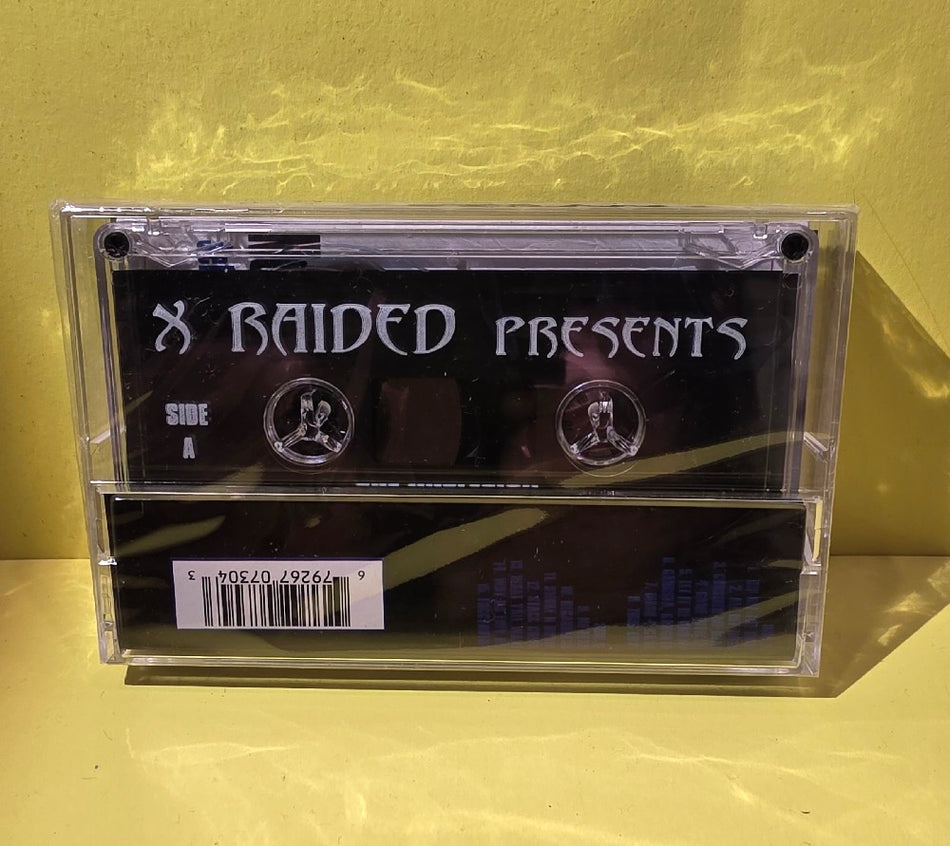 X RAIDED PRESENTS
SIDE
A
6 79267 07304 3